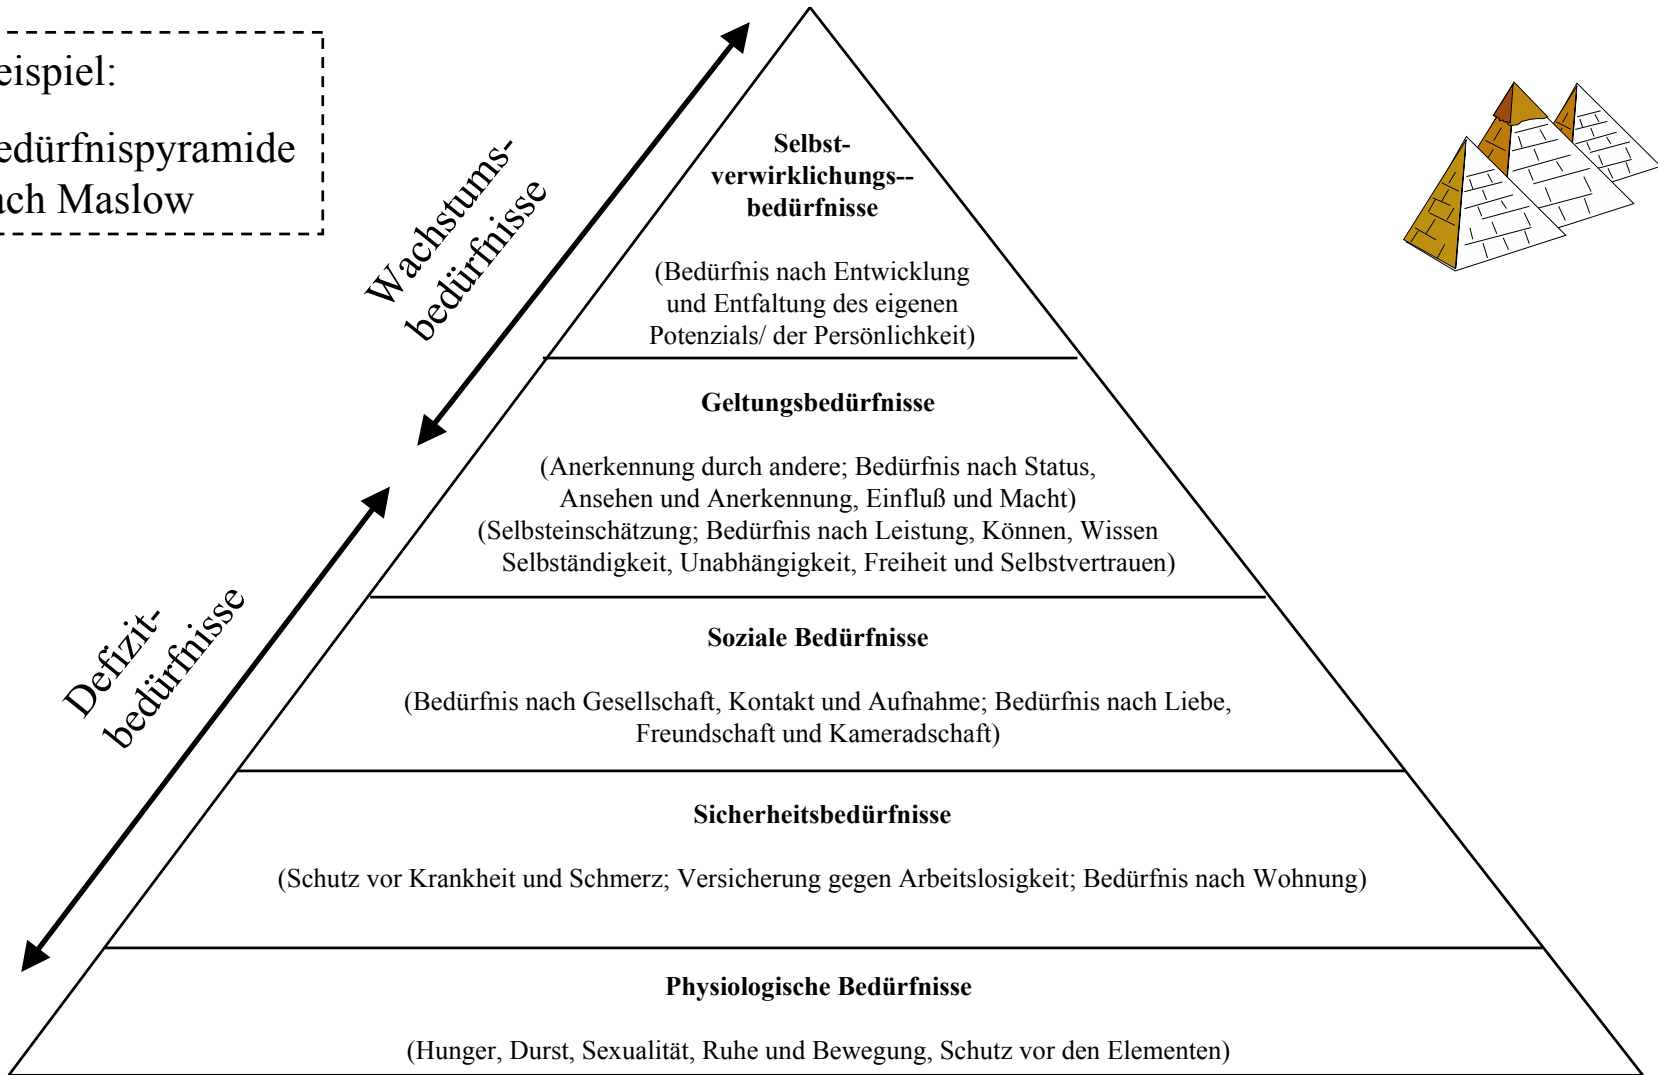 eispiel:
edürfnispyramide
ach Maslow
Wachstums-
bedürfnisse
Defizit-
bedürfnisse
Selbst-
verwirklichungs--
bedürfnisse
(Bedürfnis nach Entwicklung
und Entfaltung des eigenen
Potenzials/ der Persönlichkeit)
Geltungsbedürfnisse
(Anerkennung durch andere; Bedürfnis nach Status,
Ansehen und Anerkennung, Einfluß und Macht)
(Selbsteinschätzung; Bedürfnis nach Leistung, Können, Wissen
Selbständigkeit, Unabhängigkeit, Freiheit und Selbstvertrauen)
Soziale Bedürfnisse
(Bedürfnis nach Gesellschaft, Kontakt und Aufnahme; Bedürfnis nach Liebe,
Freundschaft und Kameradschaft)
Sicherheitsbedürfnisse
(Schutz vor Krankheit und Schmerz; Versicherung gegen Arbeitslosigkeit; Bedürfnis nach Wohnung)
Physiologische Bedürfnisse
(Hunger, Durst, Sexualität, Ruhe und Bewegung, Schutz vor den Elementen)